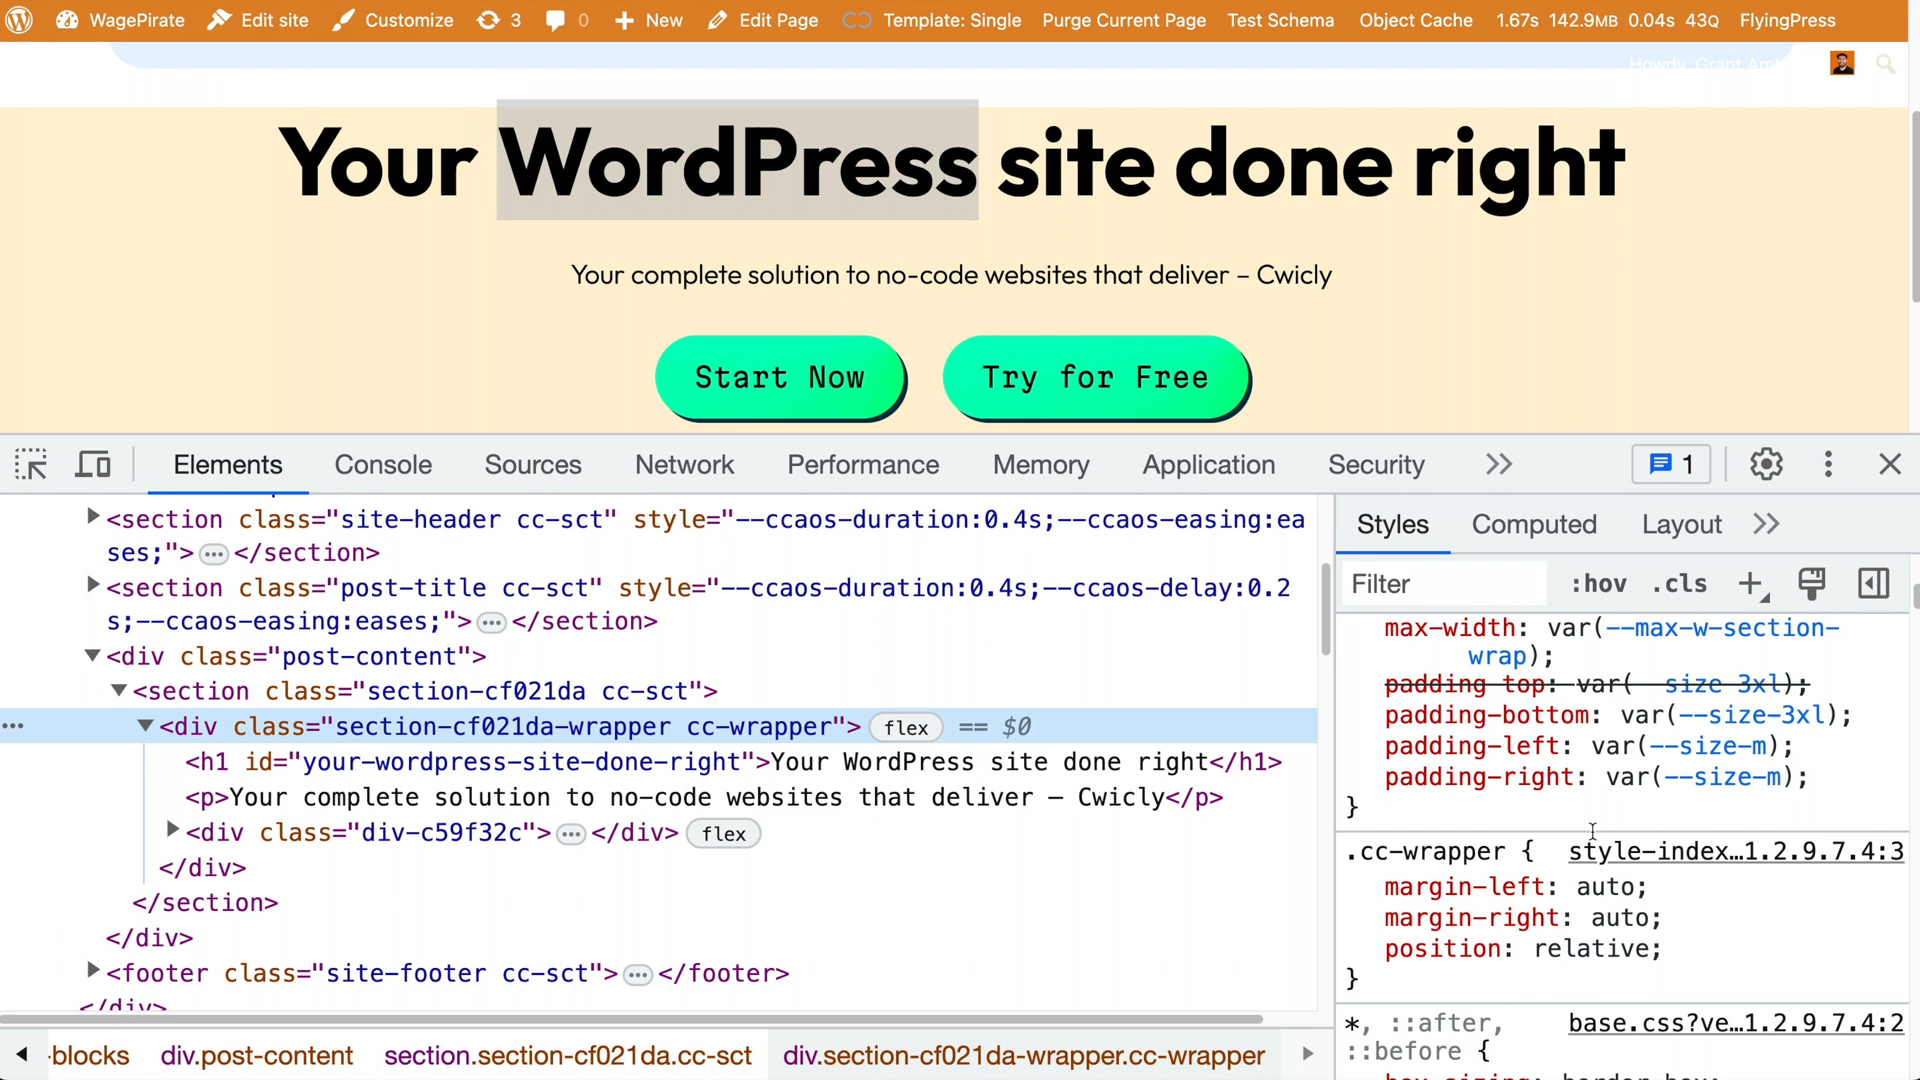 WagePirate Edit site Customize 3 0 New Edit Page Template: Single Purge Current Page Test Schema Object Cache 1.67s 142.9MB 0.04s 43Q FlyingPress
Howdy, Grant
Your WordPress site done right
Your complete solution to no-code websites that deliver – Cwicly
Start Now Try for Free
Elements Console Sources Network Performance Memory Application Security 1
<section class="site-header cc-sct" style="--ccaos-duration:0.4s;--ccaos-easing:ea
ses;"> … </section>
<section class="post-title cc-sct" style="--ccaos-duration:0.4s;--ccaos-delay:0.2
s;--ccaos-easing:eases;"> … </section>
<div class="post-content">
<section class="section-cf021da cc-sct">
<div class="section-cf021da-wrapper cc-wrapper"> flex == $0
<h1 id="your-wordpress-site-done-right">Your WordPress site done right</h1>
<p>Your complete solution to no-code websites that deliver – Cwicly</p>
<div class="div-c59f32c"> … </div> flex
</div>
</section>
</div>
<footer class="site-footer cc-sct"> … </footer>
</div>
-blocks div.post-content section.section-cf021da.cc-sct div.section-cf021da-wrapper.cc-wrapper
Styles Computed Layout
Filter :hov .cls
max-width: var(--max-w-section-
wrap);
padding-top: var(--size-3xl);
padding-bottom: var(--size-3xl);
padding-left: var(--size-m);
padding-right: var(--size-m);
}
.cc-wrapper { style-index…1.2.9.7.4:3
margin-left: auto;
margin-right: auto;
position: relative;
}
*, ::after, base.css?ve…1.2.9.7.4:2
::before {
box-sizing: border-box;